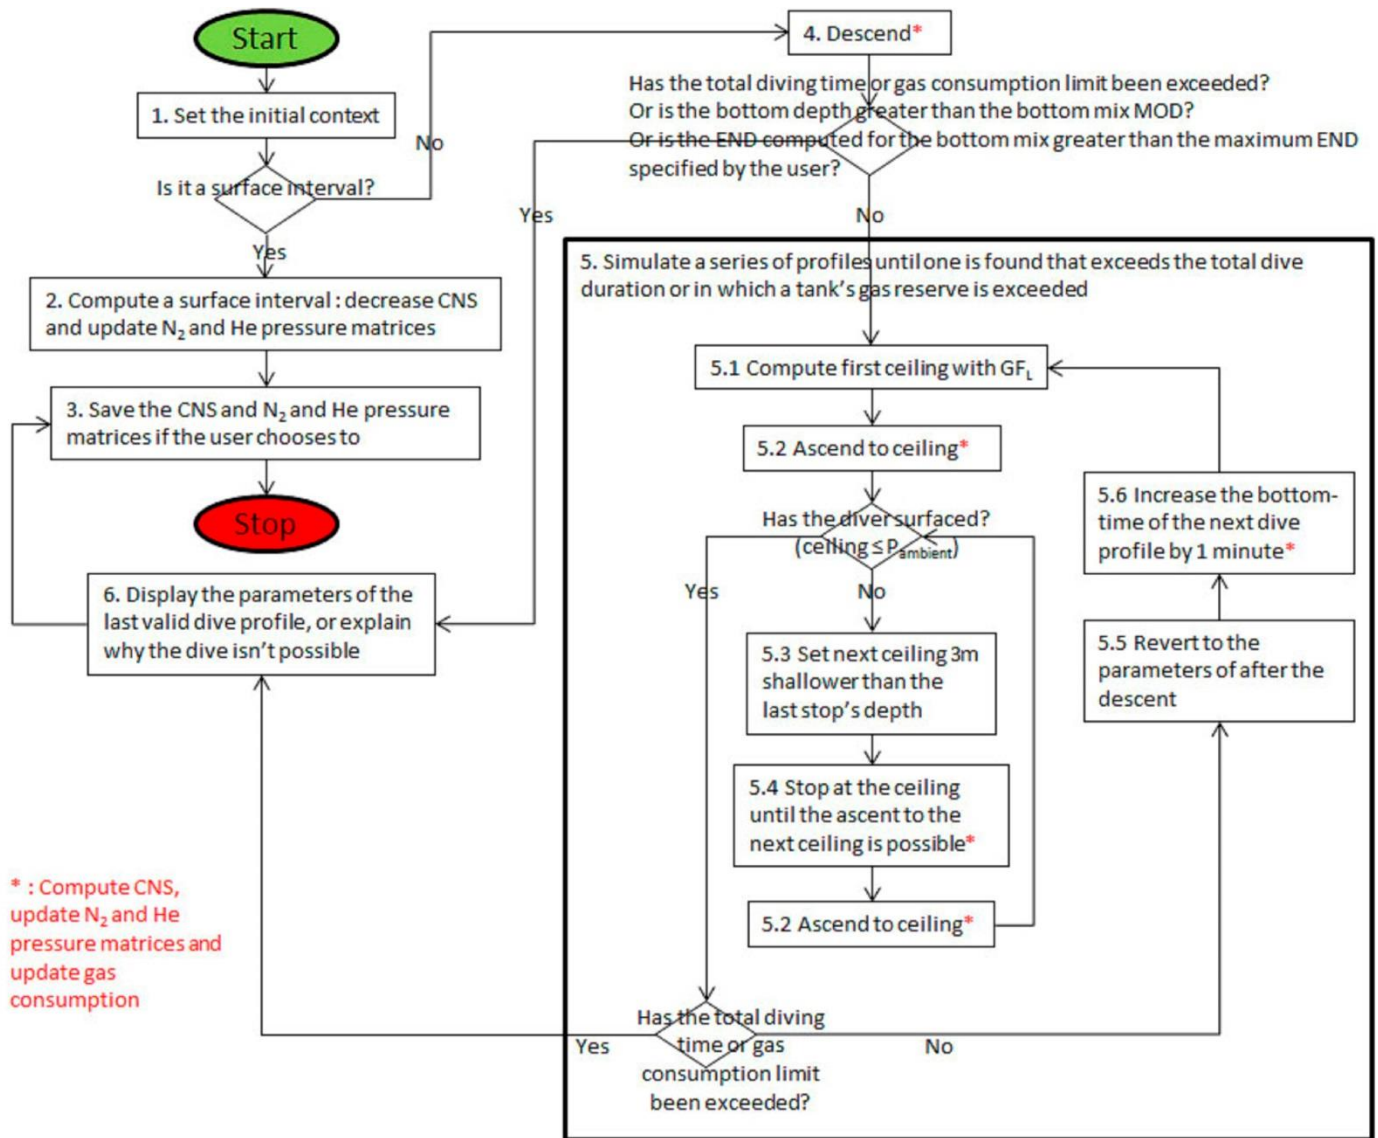 Start
1. Set the initial context
Is it a surface interval?
No
Yes
2. Compute a surface interval : decrease CNS
and update N₂ and He pressure matrices
3. Save the CNS and N₂ and He pressure
matrices if the user chooses to
Stop
6. Display the parameters of the
last valid dive profile, or explain
why the dive isn't possible
4. Descend*
Has the total diving time or gas consumption limit been exceeded?
Or is the bottom depth greater than the bottom mix MOD?
Or is the END computed for the bottom mix greater than the maximum END
specified by the user?
Yes
No
5. Simulate a series of profiles until one is found that exceeds the total dive
duration or in which a tank's gas reserve is exceeded
5.1 Compute first ceiling with GF_L
5.2 Ascend to ceiling*
Has the diver surfaced?
(ceiling ≤ P_ambient)
Yes
No
5.3 Set next ceiling 3m
shallower than the
last stop's depth
5.4 Stop at the ceiling
until the ascent to the
next ceiling is possible*
5.2 Ascend to ceiling*
5.6 Increase the bottom-
time of the next dive
profile by 1 minute*
5.5 Revert to the
parameters of after the
descent
Has the total diving
time or gas
consumption limit
been exceeded?
Yes
No
* : Compute CNS,
update N₂ and He
pressure matrices and
update gas
consumption